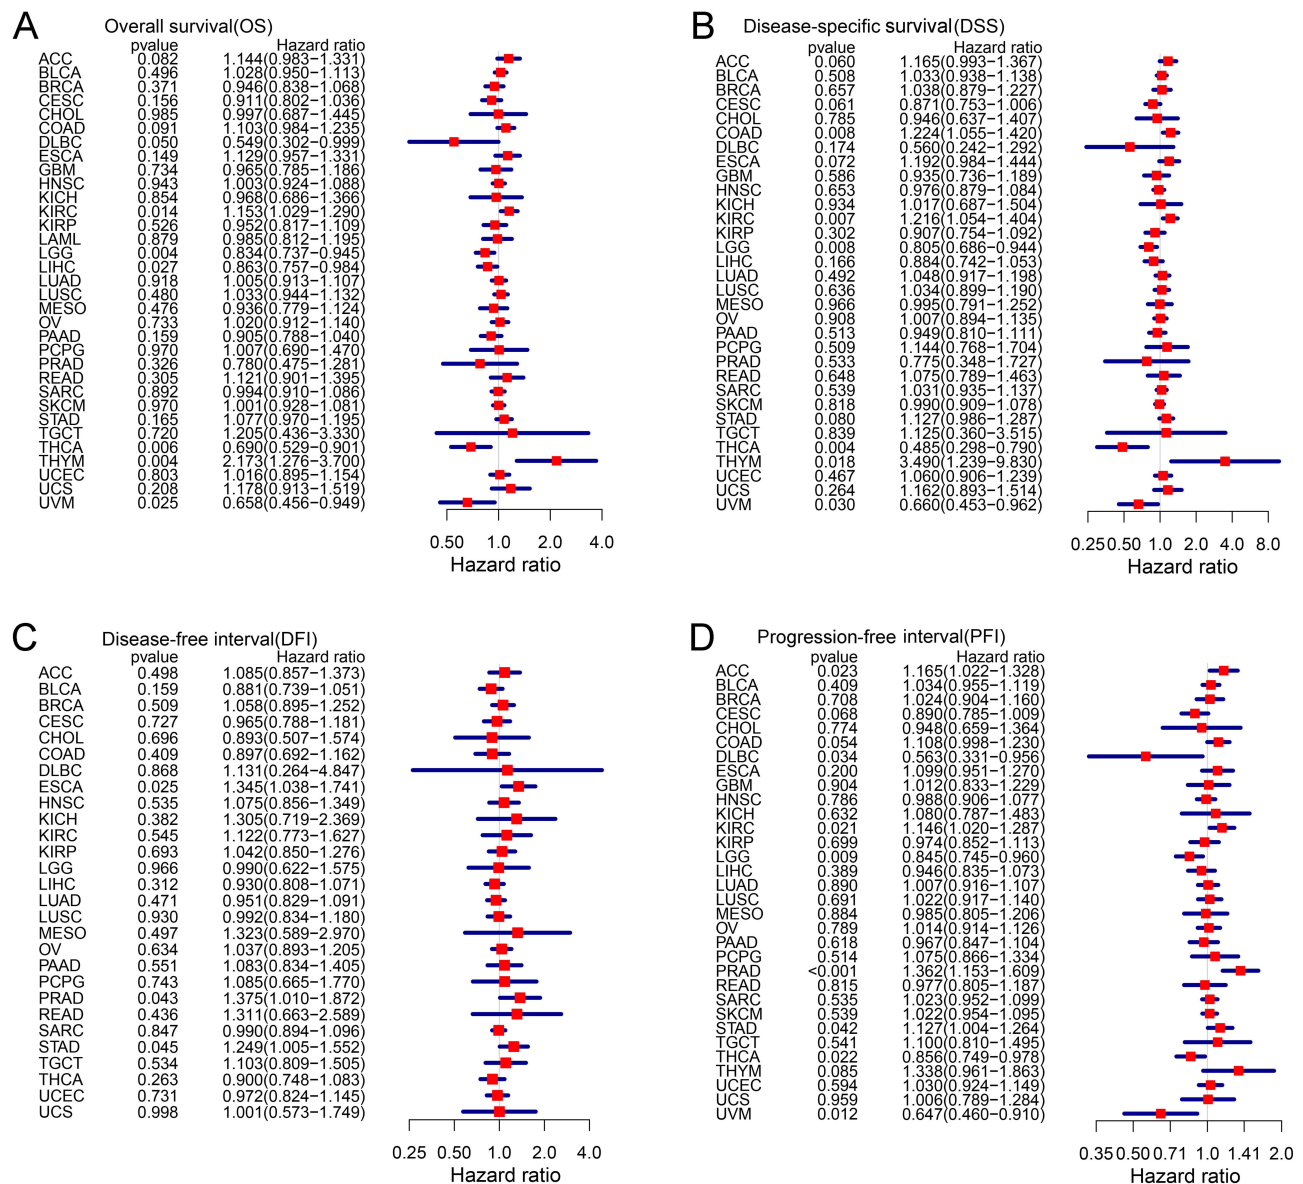 A
Overall survival(OS)
pvalue Hazard ratio
ACC 0.082 1.144(0.983−1.331)
BLCA 0.496 1.028(0.950−1.113)
BRCA 0.371 0.946(0.838−1.068)
CESC 0.156 0.911(0.802−1.036)
CHOL 0.985 0.997(0.687−1.445)
COAD 0.091 1.103(0.984−1.235)
DLBC 0.050 0.549(0.302−0.999)
ESCA 0.149 1.129(0.957−1.331)
GBM 0.734 0.965(0.785−1.186)
HNSC 0.943 1.003(0.924−1.088)
KICH 0.854 0.968(0.686−1.366)
KIRC 0.014 1.153(1.029−1.290)
KIRP 0.526 0.952(0.817−1.109)
LAML 0.879 0.985(0.812−1.195)
LGG 0.004 0.834(0.737−0.945)
LIHC 0.027 0.863(0.757−0.984)
LUAD 0.918 1.005(0.913−1.107)
LUSC 0.480 1.033(0.944−1.132)
MESO 0.476 0.936(0.779−1.124)
OV 0.733 1.020(0.912−1.140)
PAAD 0.159 0.905(0.788−1.040)
PCPG 0.970 1.007(0.690−1.470)
PRAD 0.326 0.780(0.475−1.281)
READ 0.305 1.121(0.901−1.395)
SARC 0.892 0.994(0.910−1.086)
SKCM 0.970 1.001(0.928−1.081)
STAD 0.165 1.077(0.970−1.195)
TGCT 0.720 1.205(0.436−3.330)
THCA 0.006 0.690(0.529−0.901)
THYM 0.004 2.173(1.276−3.700)
UCEC 0.803 1.016(0.895−1.154)
UCS 0.208 1.178(0.913−1.519)
UVM 0.025 0.658(0.456−0.949)
0.50 1.0 2.0 4.0
Hazard ratio
B
Disease−specific survival(DSS)
pvalue Hazard ratio
ACC 0.060 1.165(0.993−1.367)
BLCA 0.508 1.033(0.938−1.138)
BRCA 0.657 1.038(0.879−1.227)
CESC 0.061 0.871(0.753−1.006)
CHOL 0.785 0.946(0.637−1.407)
COAD 0.008 1.224(1.055−1.420)
DLBC 0.174 0.560(0.242−1.292)
ESCA 0.072 1.192(0.984−1.444)
GBM 0.586 0.935(0.736−1.189)
HNSC 0.653 0.976(0.879−1.084)
KICH 0.934 1.017(0.687−1.504)
KIRC 0.007 1.216(1.054−1.404)
KIRP 0.302 0.907(0.754−1.092)
LGG 0.008 0.805(0.686−0.944)
LIHC 0.166 0.884(0.742−1.053)
LUAD 0.492 1.048(0.917−1.198)
LUSC 0.636 1.034(0.899−1.190)
MESO 0.966 0.995(0.791−1.252)
OV 0.908 1.007(0.894−1.135)
PAAD 0.513 0.949(0.810−1.111)
PCPG 0.509 1.144(0.768−1.704)
PRAD 0.533 0.775(0.348−1.727)
READ 0.648 1.075(0.789−1.463)
SARC 0.539 1.031(0.935−1.137)
SKCM 0.818 0.990(0.909−1.078)
STAD 0.080 1.127(0.986−1.287)
TGCT 0.839 1.125(0.360−3.515)
THCA 0.004 0.485(0.298−0.790)
THYM 0.018 3.490(1.239−9.830)
UCEC 0.467 1.060(0.906−1.239)
UCS 0.264 1.162(0.893−1.514)
UVM 0.030 0.660(0.453−0.962)
0.25 0.50 1.0 2.0 4.0 8.0
Hazard ratio
C
Disease−free interval(DFI)
pvalue Hazard ratio
ACC 0.498 1.085(0.857−1.373)
BLCA 0.159 0.881(0.739−1.051)
BRCA 0.509 1.058(0.895−1.252)
CESC 0.727 0.965(0.788−1.181)
CHOL 0.696 0.893(0.507−1.574)
COAD 0.409 0.897(0.692−1.162)
DLBC 0.868 1.131(0.264−4.847)
ESCA 0.025 1.345(1.038−1.741)
HNSC 0.535 1.075(0.856−1.349)
KICH 0.382 1.305(0.719−2.369)
KIRC 0.545 1.122(0.773−1.627)
KIRP 0.693 1.042(0.850−1.276)
LGG 0.966 0.990(0.622−1.575)
LIHC 0.312 0.930(0.808−1.071)
LUAD 0.471 0.951(0.829−1.091)
LUSC 0.930 0.992(0.834−1.180)
MESO 0.497 1.323(0.589−2.970)
OV 0.634 1.037(0.893−1.205)
PAAD 0.551 1.083(0.834−1.405)
PCPG 0.743 1.085(0.665−1.770)
PRAD 0.043 1.375(1.010−1.872)
READ 0.436 1.311(0.663−2.589)
SARC 0.847 0.990(0.894−1.096)
STAD 0.045 1.249(1.005−1.552)
TGCT 0.534 1.103(0.809−1.505)
THCA 0.263 0.900(0.748−1.083)
UCEC 0.731 0.972(0.824−1.145)
UCS 0.998 1.001(0.573−1.749)
0.25 0.50 1.0 2.0 4.0
Hazard ratio
D
Progression−free interval(PFI)
pvalue Hazard ratio
ACC 0.023 1.165(1.022−1.328)
BLCA 0.409 1.034(0.955−1.119)
BRCA 0.708 1.024(0.904−1.160)
CESC 0.068 0.890(0.785−1.009)
CHOL 0.774 0.948(0.659−1.364)
COAD 0.054 1.108(0.998−1.230)
DLBC 0.034 0.563(0.331−0.956)
ESCA 0.200 1.099(0.951−1.270)
GBM 0.904 1.012(0.833−1.229)
HNSC 0.786 0.988(0.906−1.077)
KICH 0.632 1.080(0.787−1.483)
KIRC 0.021 1.146(1.020−1.287)
KIRP 0.699 0.974(0.852−1.113)
LGG 0.009 0.845(0.745−0.960)
LIHC 0.389 0.946(0.835−1.073)
LUAD 0.890 1.007(0.916−1.107)
LUSC 0.691 1.022(0.917−1.140)
MESO 0.884 0.985(0.805−1.206)
OV 0.789 1.014(0.914−1.126)
PAAD 0.618 0.967(0.847−1.104)
PCPG 0.514 1.075(0.866−1.334)
PRAD <0.001 1.362(1.153−1.609)
READ 0.815 0.977(0.805−1.187)
SARC 0.535 1.023(0.952−1.099)
SKCM 0.539 1.022(0.954−1.095)
STAD 0.042 1.127(1.004−1.264)
TGCT 0.541 1.100(0.810−1.495)
THCA 0.022 0.856(0.749−0.978)
THYM 0.085 1.338(0.961−1.863)
UCEC 0.594 1.030(0.924−1.149)
UCS 0.959 1.006(0.789−1.284)
UVM 0.012 0.647(0.460−0.910)
0.35 0.50 0.71 1.0 1.41 2.0
Hazard ratio